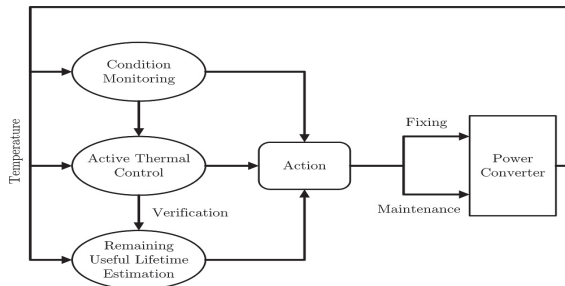 Condition
Monitoring
Fixing
Temperature
Active Thermal
Control
Action
Power
Converter
Verification
Maintenance
Remaining
Useful Lifetime
Estimation